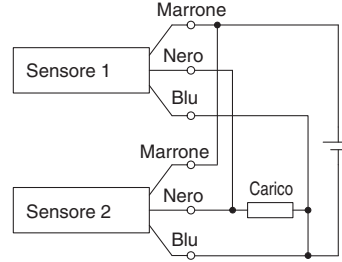 Marrone
Nero
Sensore 1
Blu
Marrone
Nero
Carico
Sensore 2
Blu